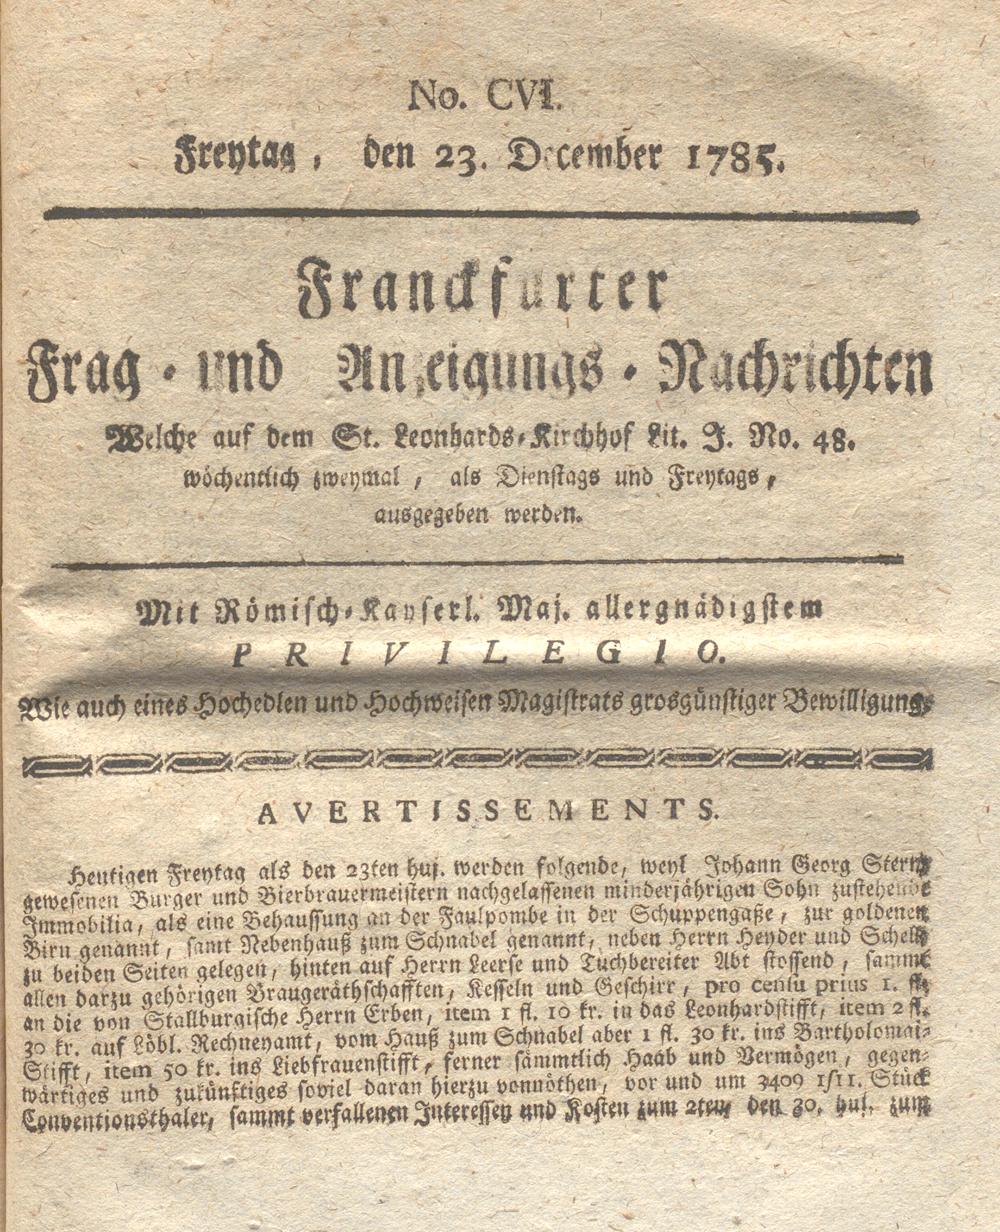 No. CVI.
Freytag, den 23. December 1785.
Franckfurter
Frag- und Anzeigungs-Nachrichten
Welche auf dem St. Leonhards-Kirchhof Lit. J. No. 48.
wöchentlich zweymal, als Dienstags und Freytags,
ausgegeben werden.
Mit Römisch-Kayserl. Maj. allergnädigstem
PRIVILEGIO.
Wie auch eines Hochedlen und Hochweisen Magistrats grosgünstiger Bewilligung.
AVERTISSEMENTS.
Heutigen Freytag als den 23ten huj. werden folgende, weyl Johann Georg Sterns
gewesenen Burger und Bierbrauermeistern nachgelassenen minderjährigen Sohn zustehende
Immobilia, als eine Behaussung an der Faulpombe in der Schuppengaße, zur goldenen
Birn genannt, samt Nebenhauß zum Schnabel genannt, neben Herrn Heyder und
zu beiden Seiten gelegen, hinten auf Herrn Leerse und Tuchbereiter Abt stossend, sammt
allen darzu gehörigen Braugeräthschafften, Kesseln und Geschirr, pro censu prius 1. fl.
an die von Stallburgische Herrn Erben, item 1 fl. 10 kr. in das Leonhardstifft, item 2 fl.
30 kr. auf Löbl. Rechneyamt, vom Hauß zum Schnabel aber 1 fl. 30 kr. ins Bartholomai-
Stifft, item 50 kr. ins Liebfrauenstifft, ferner sämmtlich Haab und Vermögen, gegen-
wärtiges und zukünftiges soviel daran hierzu vonnöthen, vor und um 3409 1/11. Stück
Conventionsthaler, sammt verfallenen Interessen und Kosten zum 2ten, den 30. huj. zum